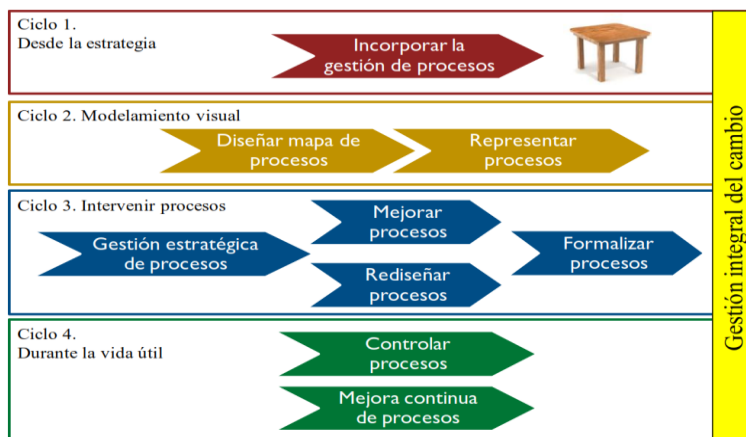 Ciclo 1.
Desde la estrategia
Incorporar la
gestión de procesos
Ciclo 2. Modelamiento visual
Diseñar mapa de
procesos
Representar
procesos
Ciclo 3. Intervenir procesos
Gestión estratégica
de procesos
Mejorar
procesos
Rediseñar
procesos
Formalizar
procesos
Ciclo 4.
Durante la vida útil
Controlar
procesos
Mejora continua
de procesos
Gestión integral del cambio